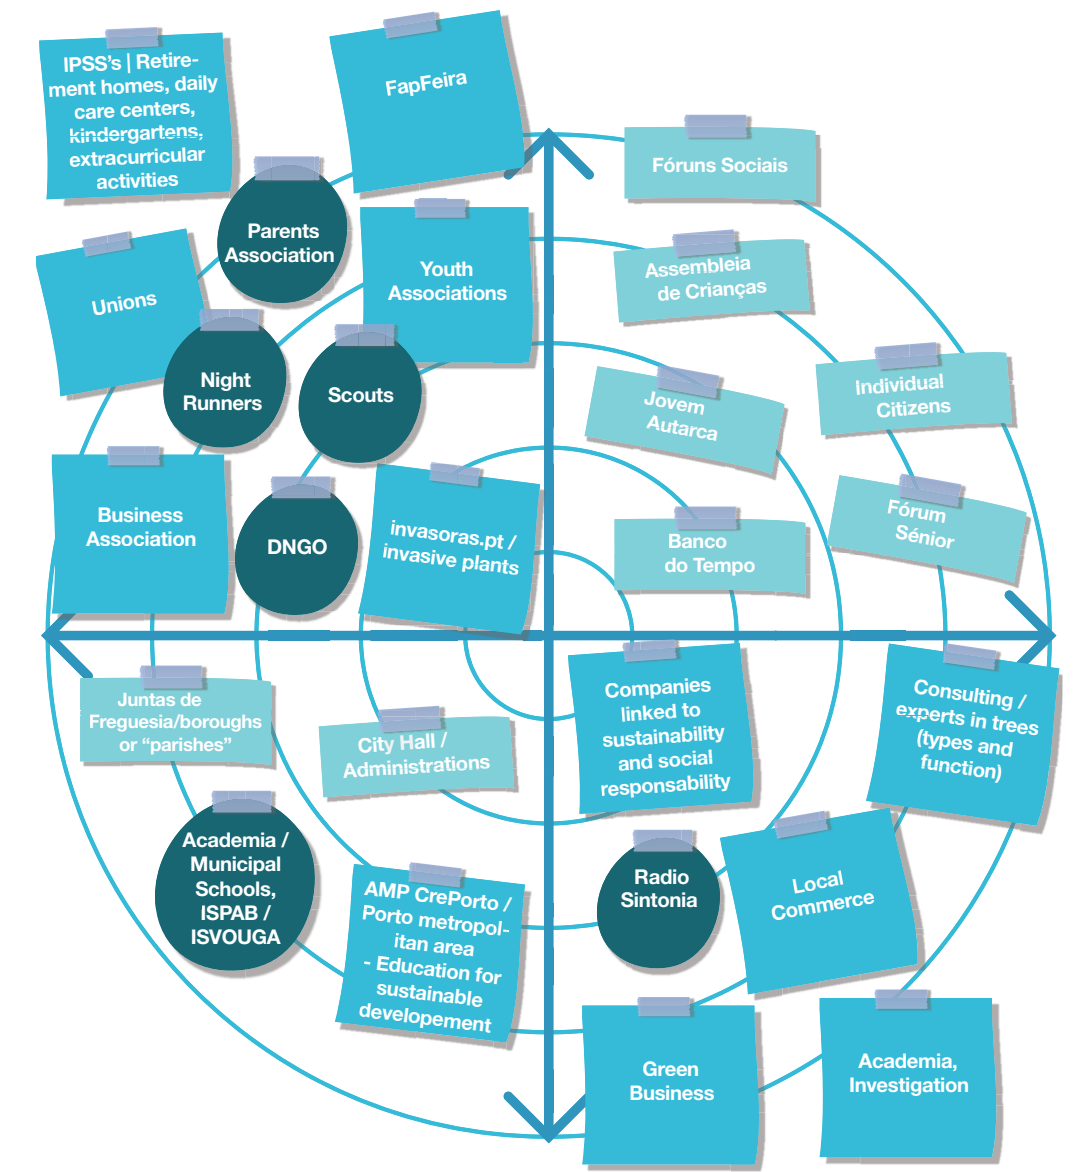 IPSS's | Retire-
ment homes, daily
care centers,
kindergartens,
extracurricular
activities
FapFeira
Fóruns Sociais
Parents
Association
Youth
Associations
Assembleia
de Crianças
Unions
Night
Runners
Scouts
Jovem
Autarca
Individual
Citizens
Business
Association
DNGO
invasoras.pt /
invasive plants
Banco
do Tempo
Fórum
Sénior
Juntas de
Freguesia/boroughs
or “parishes”
City Hall /
Administrations
Companies
linked to
sustainability
and social
responsability
Consulting /
experts in trees
(types and
function)
Academia /
Municipal
Schools,
ISPAB /
ISVOUGA
AMP CrePorto /
Porto metropol-
itan area
- Education for
sustainable
developement
Radio
Sintonia
Local
Commerce
Green
Business
Academia,
Investigation